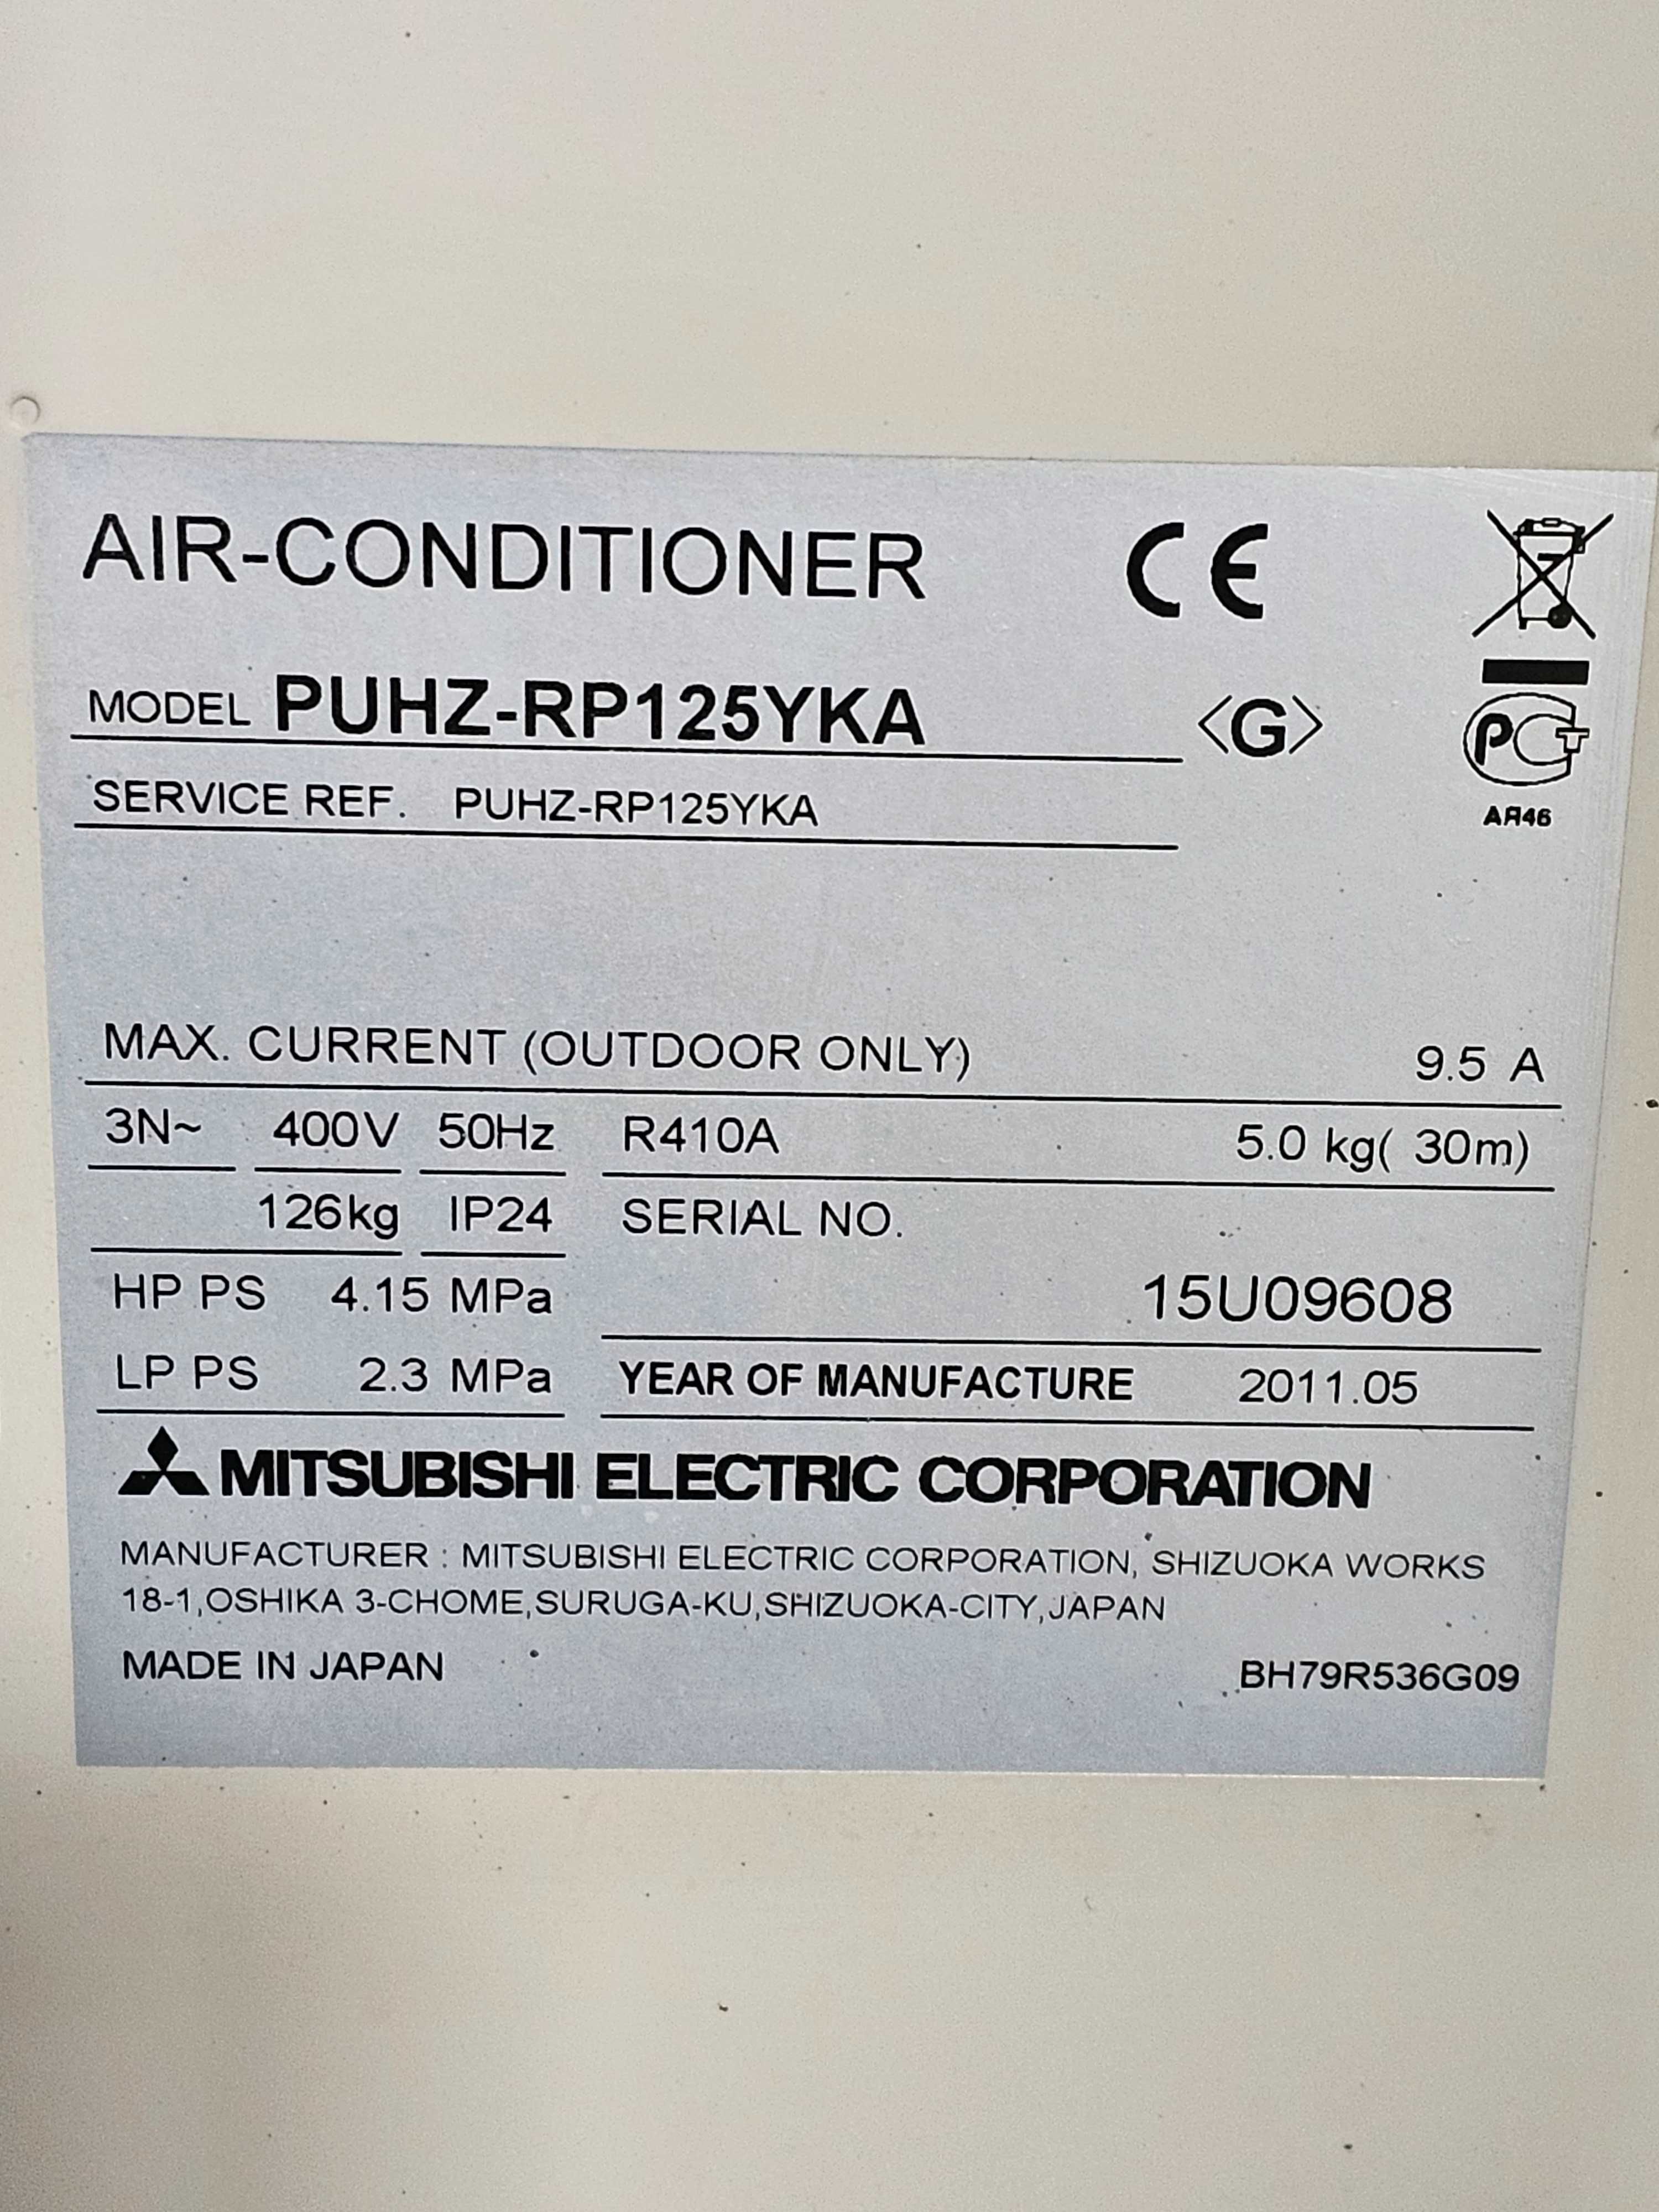 AIR-CONDITIONER CE
MODEL PUHZ-RP125YKA <G>
SERVICE REF. PUHZ-RP125YKA
АЯ46
MAX. CURRENT (OUTDOOR ONLY) 9.5 A
3N~ 400V 50Hz R410A 5.0 kg( 30m)
126kg IP24 SERIAL NO.
HP PS 4.15 MPa 15U09608
LP PS 2.3 MPa YEAR OF MANUFACTURE 2011.05
MITSUBISHI ELECTRIC CORPORATION
MANUFACTURER : MITSUBISHI ELECTRIC CORPORATION, SHIZUOKA WORKS
18-1,OSHIKA 3-CHOME,SURUGA-KU,SHIZUOKA-CITY,JAPAN
MADE IN JAPAN BH79R536G09